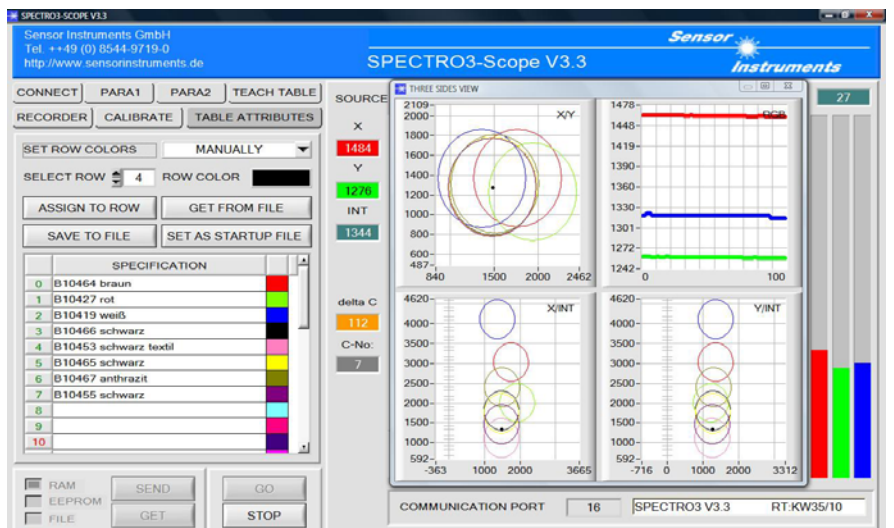 SPECTRO3-SCOPE V3.3
Sensor Instruments GmbH
Tel. ++49 (0) 8544-9719-0
http://www.sensorinstruments.de
SPECTRO3-Scope V3.3
Sensor
Instruments
CONNECT PARA1 PARA2 TEACH TABLE
RECORDER CALIBRATE TABLE ATTRIBUTES
SET ROW COLORS MANUALLY
SELECT ROW 4 ROW COLOR
ASSIGN TO ROW GET FROM FILE
SAVE TO FILE SET AS STARTUP FILE
SPECIFICATION
0 B10464 braun
1 B10427 rot
2 B10419 weiß
3 B10466 schwarz
4 B10453 schwarz textil
5 B10465 schwarz
6 B10467 anthrazit
7 B10455 schwarz
8
9
10
RAM
EEPROM
FILE
SEND
GET
GO
STOP
SOURCE
X
1484
Y
1276
INT
1344
delta C
112
C-No:
7
THREE SIDES VIEW
X/Y
2109
2000
1800
1600
1400
1200
1000
800
600
487
840 1500 2000 2462
RGB
1478
1448
1419
1390
1360
1330
1301
1272
1242
0 100
X/INT
4620
4000
3500
3000
2500
2000
1500
1000
592
-363 1000 2000 3665
Y/INT
4620
4000
3500
3000
2500
2000
1500
1000
592
-716 0 1000 2000 3312
27
COMMUNICATION PORT 16 SPECTRO3 V3.3 RT:KW35/10